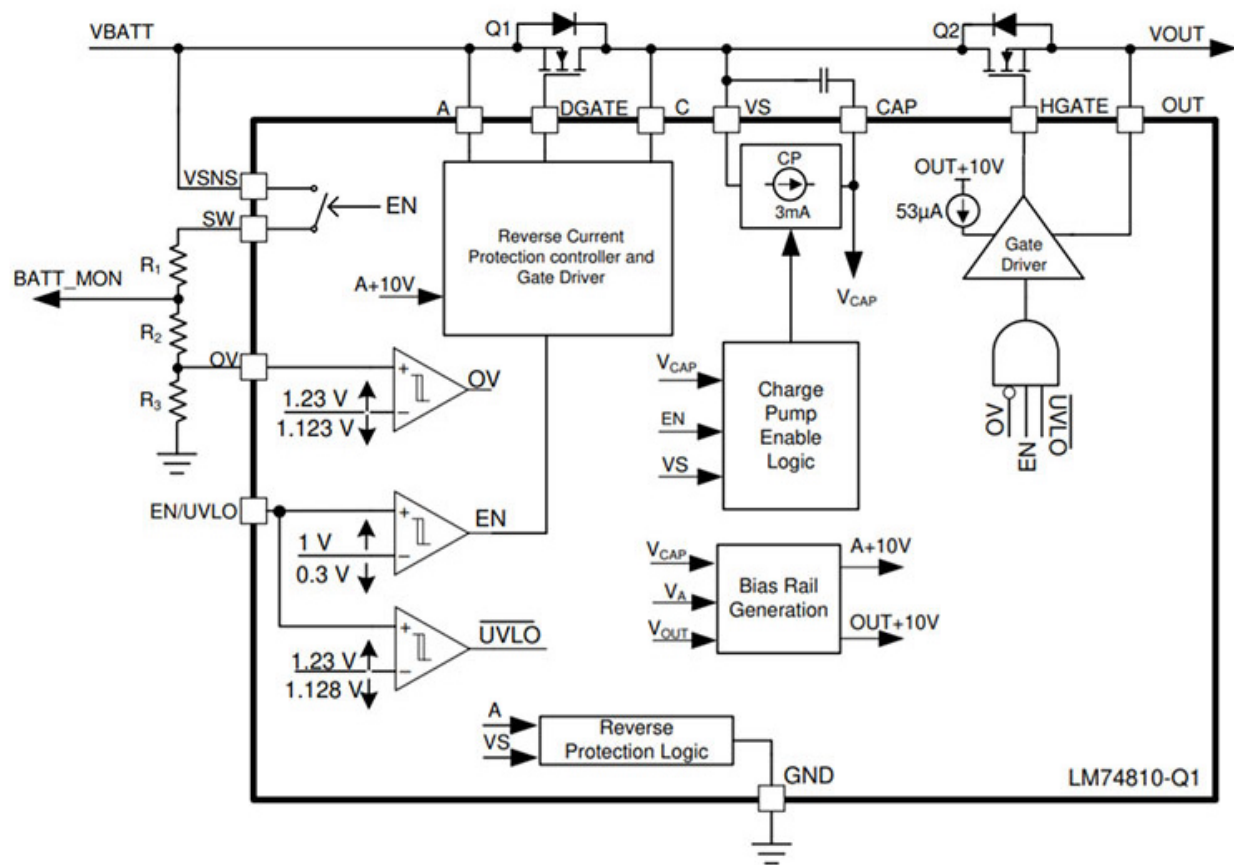 VBATT
Q1
Q2
VOUT
A
DGATE
C
VS
CAP
HGATE
OUT
VSNS
SW
EN
R1
BATT_MON
R2
OV
R3
Reverse Current
Protection controller and
Gate Driver
A+10V
CP
3mA
VCAP
OUT+10V
53µA
Gate
Driver
OV
EN
UVLO
1.23 V
1.123 V
OV
VCAP
EN
VS
Charge
Pump
Enable
Logic
EN/UVLO
1 V
0.3 V
EN
1.23 V
1.128 V
UVLO
VCAP
VA
VOUT
Bias Rail
Generation
A+10V
OUT+10V
A
VS
Reverse
Protection Logic
GND
LM74810-Q1